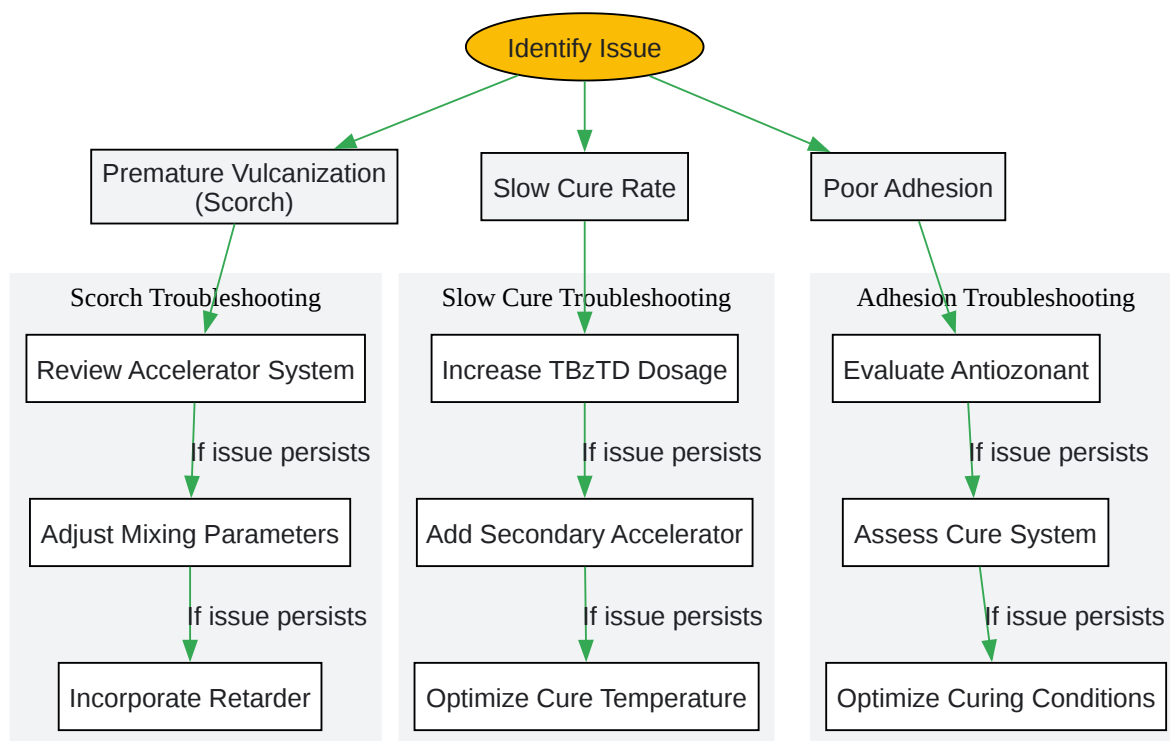 Identify Issue
Premature Vulcanization
(Scorch)
Slow Cure Rate
Poor Adhesion
Scorch Troubleshooting
Slow Cure Troubleshooting
Adhesion Troubleshooting
Review Accelerator System
Increase TBzTD Dosage
Evaluate Antiozonant
If issue persists
If issue persists
If issue persists
Adjust Mixing Parameters
Add Secondary Accelerator
Assess Cure System
If issue persists
If issue persists
If issue persists
Incorporate Retarder
Optimize Cure Temperature
Optimize Curing Conditions